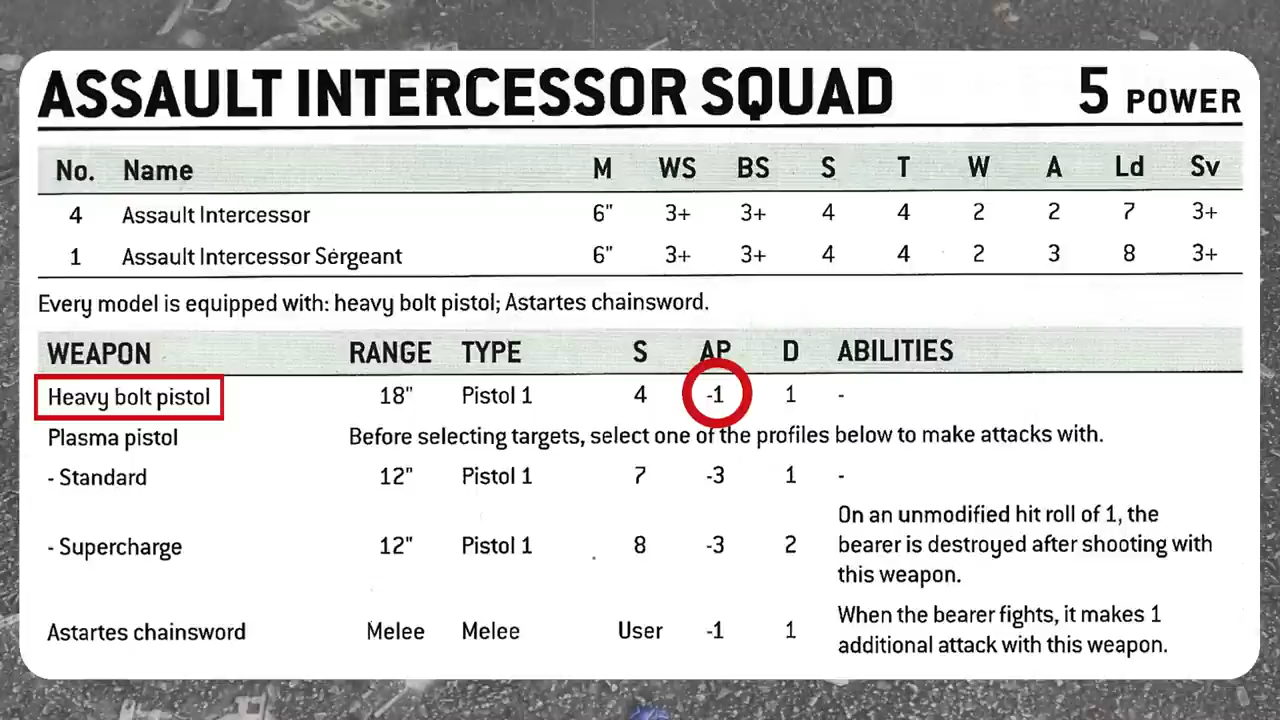 ASSAULT INTERCESSOR SQUAD 5 POWER
No. Name M WS BS S T W A Ld Sv
4 Assault Intercessor 6" 3+ 3+ 4 4 2 2 7 3+
1 Assault Intercessor Sergeant 6" 3+ 3+ 4 4 2 3 8 3+
Every model is equipped with: heavy bolt pistol; Astartes chainsword.
WEAPON RANGE TYPE S AP D ABILITIES
Heavy bolt pistol 18" Pistol 1 4 -1 1 -
Plasma pistol Before selecting targets, select one of the profiles below to make attacks with.
- Standard 12" Pistol 1 7 -3 1 -
- Supercharge 12" Pistol 1 8 -3 2 On an unmodified hit roll of 1, the
bearer is destroyed after shooting with
this weapon.
Astartes chainsword Melee Melee User -1 1 When the bearer fights, it makes 1
additional attack with this weapon.